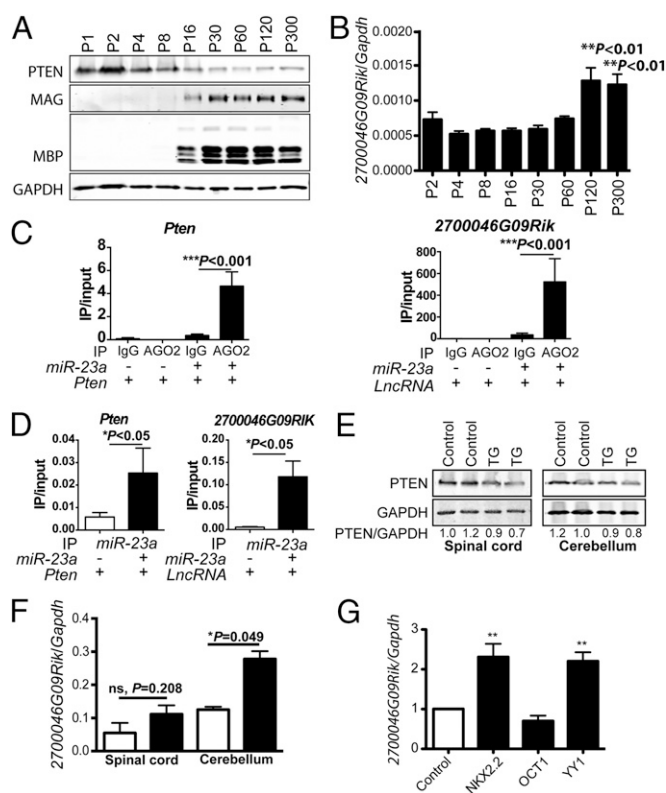 A
P1 P2 P4 P8 P16 P30 P60 P120 P300
PTEN
MAG
MBP
GAPDH
B
2700046G09Rik/Gapdh
0.0020
0.0015
0.0010
0.0005
0.0000
**P<0.01
**P<0.01
P2 P4 P8 P16 P30 P60 P120 P300
C
Pten
IP/input
8
6
4
2
0
***P<0.001
IP IgG AGO2 IgG AGO2
miR-23a - - + +
Pten + + + +
2700046G09Rik
IP/input
800
600
400
200
0
***P<0.001
IP IgG AGO2 IgG AGO2
miR-23a - - + +
LncRNA + + + +
D
Pten
IP/input
0.04
0.03
0.02
0.01
0.00
*P<0.05
IP miR-23a
miR-23a - +
Pten + +
2700046G09RIK
IP/input
0.20
0.15
0.10
0.05
0.00
*P<0.05
IP miR-23a
miR-23a - +
LncRNA + +
E
Control Control TG TG Control Control TG TG
PTEN
GAPDH
PTEN/GAPDH 1.0 1.2 0.9 0.7 1.2 1.0 0.9 0.8
Spinal cord Cerebellum
F
2700046G09Rik/Gapdh
0.4
0.3
0.2
0.1
0.0
ns, P=0.208
*P=0.049
Spinal cord Cerebellum
G
2700046G09Rik/Gapdh
3
2
1
0
** **
Control NKX2.2 OCT1 YY1